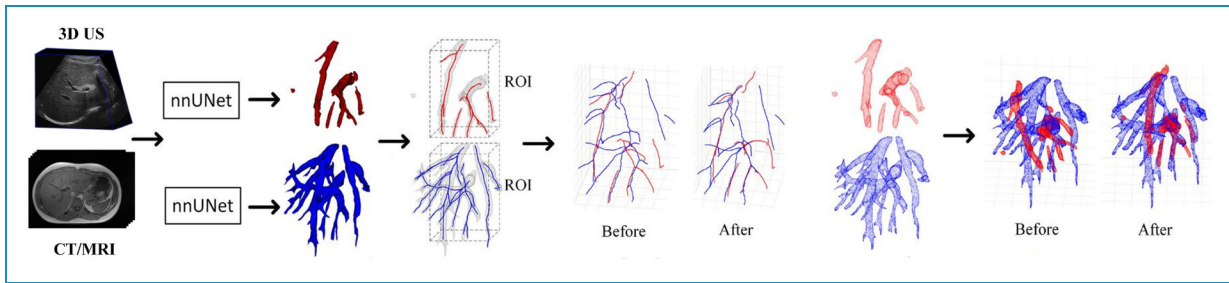 3D US
nnUNet
ROI
nnUNet
ROI
CT/MRI
Before
After
Before
After